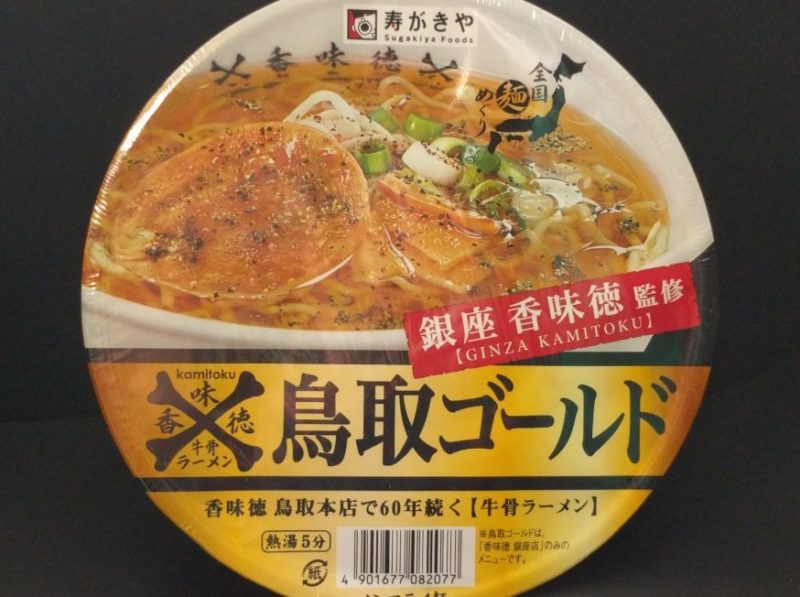 寿がきや
Sugakiya Foods
香味徳
全国麺めぐり
銀座 香味徳 監修
【GINZA KAMITOKU】
kamitoku
香味徳
牛骨
ラーメン
鳥取ゴールド
香味徳 鳥取本店で60年続く【牛骨ラーメン】
熱湯5分
紙
4 901677 082077
※鳥取ゴールドは、
「香味徳 銀座店」のみの
メニューです。